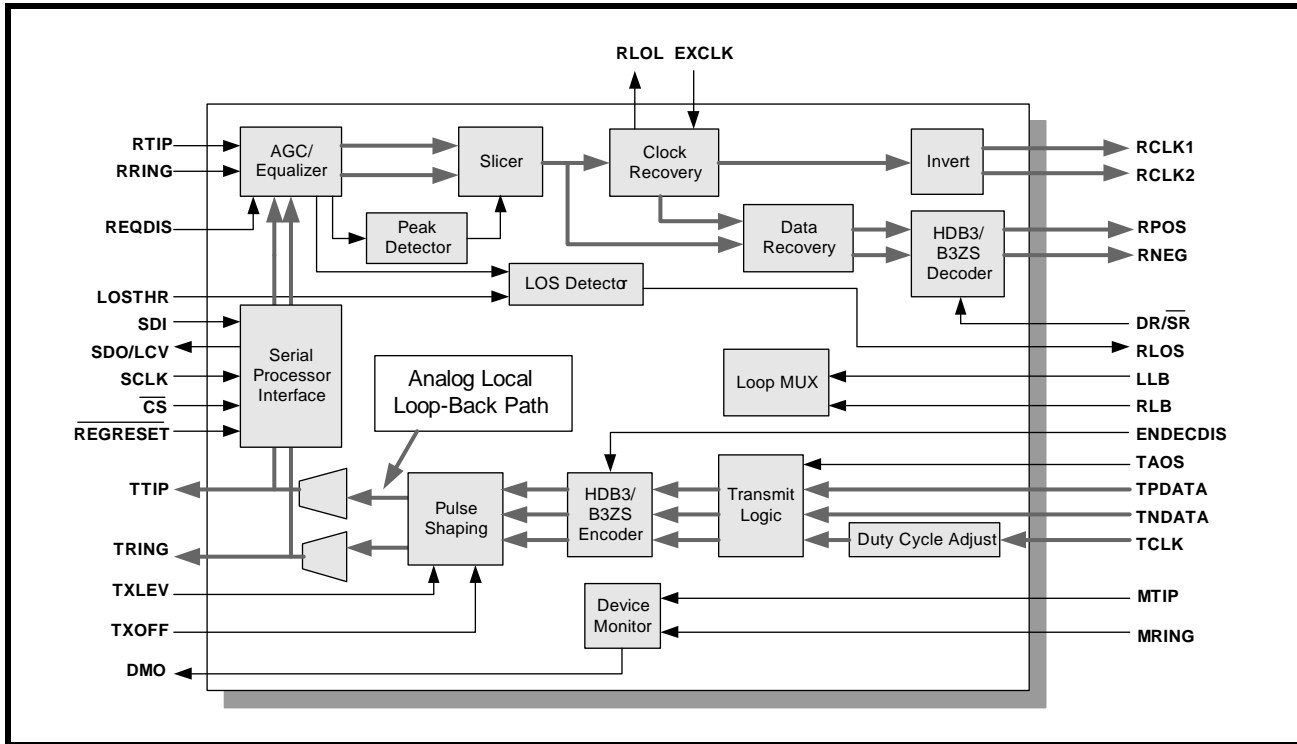 RLOL EXCLK
RTIP
RRING
REQDIS
LOSTHR
SDI
SDO/LCV
SCLK
CS
REGRESET
TTIP
TRING
TXLEV
TXOFF
DMO
AGC/
Equalizer
Slicer
Peak
Detector
LOS Detector
Clock
Recovery
Data
Recovery
Invert
HDB3/
B3ZS
Decoder
Serial
Processor
Interface
Analog Local
Loop-Back Path
Loop MUX
Pulse
Shaping
HDB3/
B3ZS
Encoder
Transmit
Logic
Duty Cycle Adjust
Device
Monitor
RCLK1
RCLK2
RPOS
RNEG
DR/SR
RLOS
LLB
RLB
ENDECDIS
TAOS
TPDATA
TNDATA
TCLK
MTIP
MRING